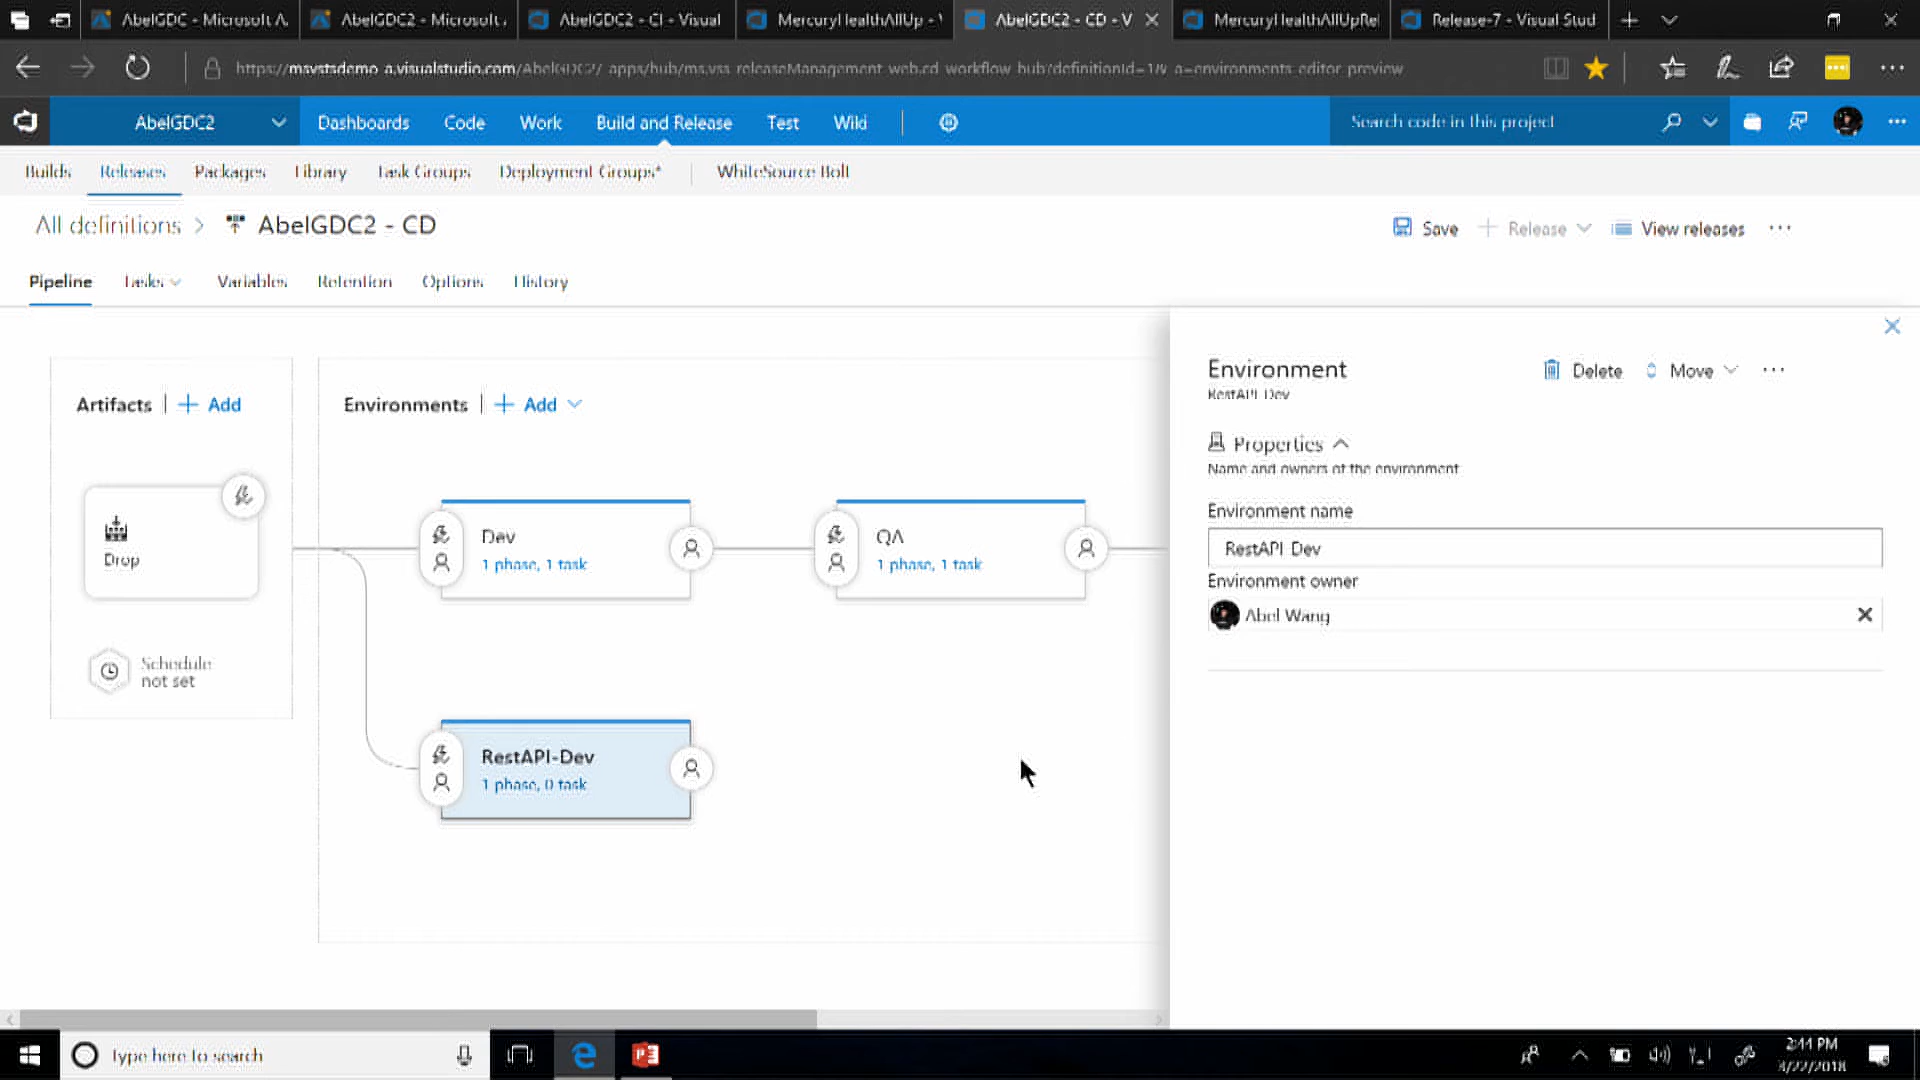 AbelGDC - Microsoft A
AbelGDC2 - Microsoft
AbelGDC2 - CI - Visual
MercuryHealthAllUp -
AbelGDC2 - CD - V
MercuryHealthAllUpRel
Release-7 - Visual Stud
Dashboards
Code
Work
Build and Release
Test
Wiki
AbelGDC2
Search code in this project
Builds
Releases
Packages
Library
Task Groups
Deployment Groups*
WhiteSource Bolt
All definitions > AbelGDC2 - CD
Save
Release
View releases
Pipeline
Tasks
Variables
Retention
Options
History
Artifacts | + Add
Environments | + Add
Drop
Schedule
not set
Dev
1 phase, 1 task
QA
1 phase, 1 task
RestAPI-Dev
1 phase, 0 task
Environment
Delete
Move
RestAPI-Dev
Properties
Name and owners of the environment
Environment name
RestAPI-Dev
Environment owner
Abel Wang
Type here to search
2:44 PM
3/22/2018